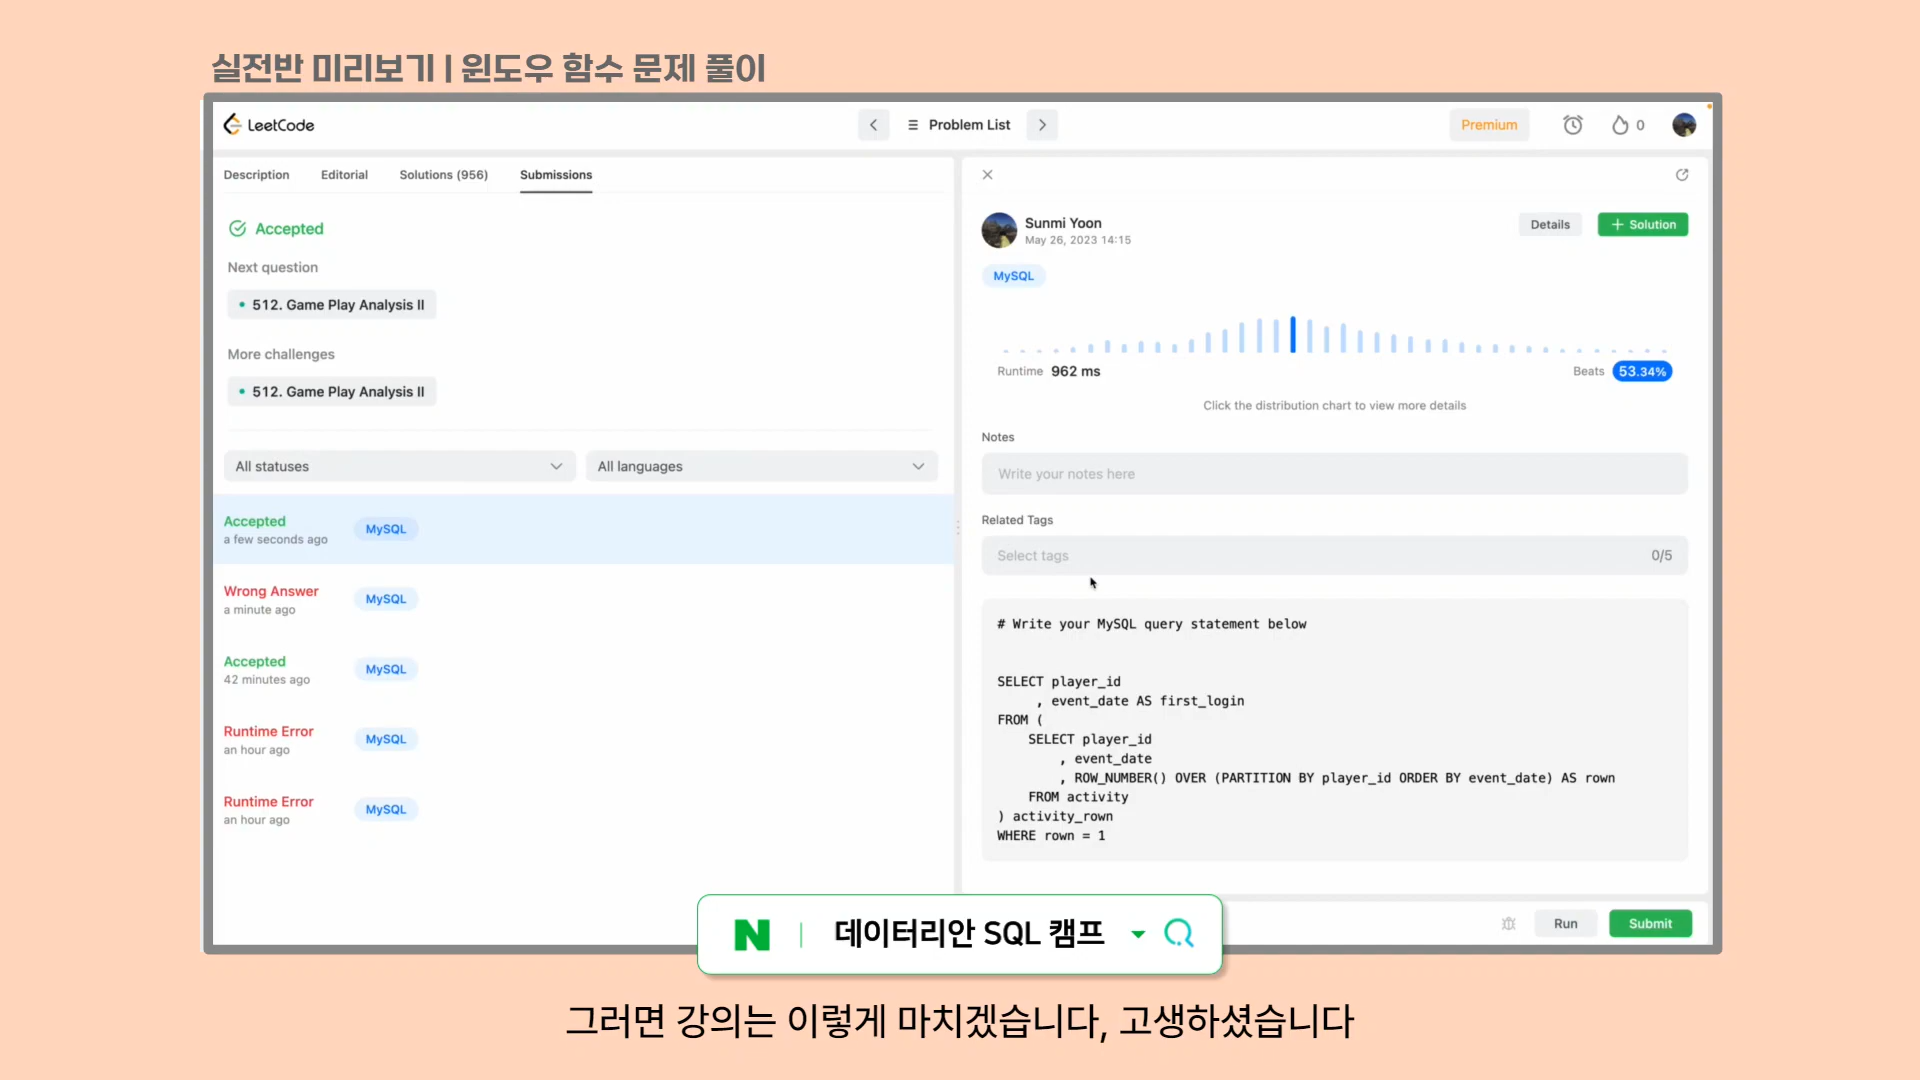 실전반 미리보기 | 윈도우 함수 문제 풀이
LeetCode
Problem List
Premium
0
Description Editorial Solutions (956) Submissions
Accepted
Next question
512. Game Play Analysis II
More challenges
512. Game Play Analysis II
All statuses
All languages
Accepted
a few seconds ago
MySQL
Wrong Answer
a minute ago
MySQL
Accepted
42 minutes ago
MySQL
Runtime Error
an hour ago
MySQL
Runtime Error
an hour ago
MySQL
Sunmi Yoon
May 26, 2023 14:15
Details
+ Solution
MySQL
Runtime 962 ms
Beats 53.34%
Click the distribution chart to view more details
Notes
Write your notes here
Related Tags
Select tags
0/5
# Write your MySQL query statement below
SELECT player_id
, event_date AS first_login
FROM (
SELECT player_id
, event_date
, ROW_NUMBER() OVER (PARTITION BY player_id ORDER BY event_date) AS rown
FROM activity
) activity_rown
WHERE rown = 1
Run
Submit
N | 데이터리안 SQL 캠프
그러면 강의는 이렇게 마치겠습니다, 고생하셨습니다